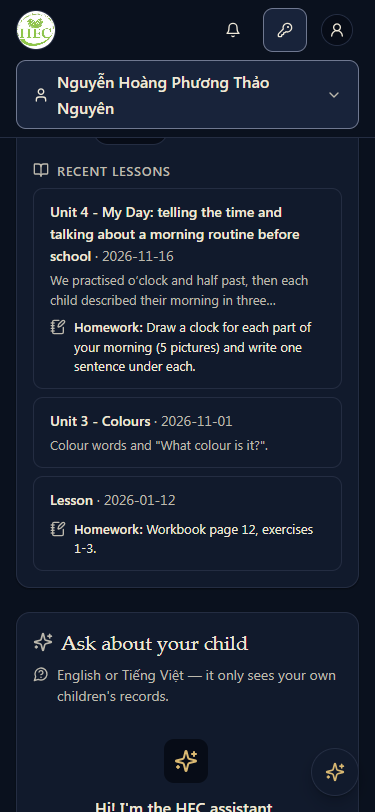 HEC
Nguyễn Hoàng Phương Thảo
Nguyên
RECENT LESSONS
Unit 4 - My Day: telling the time and
talking about a morning routine before
school · 2026-11-16
We practised o'clock and half past, then each
child described their morning in three...
Homework: Draw a clock for each part of
your morning (5 pictures) and write one
sentence under each.
Unit 3 - Colours · 2026-11-01
Colour words and "What colour is it?".
Lesson · 2026-01-12
Homework: Workbook page 12, exercises
1-3.
Ask about your child
English or Tiếng Việt — it only sees your own
children's records.
Hi! I'm the HEC assistant